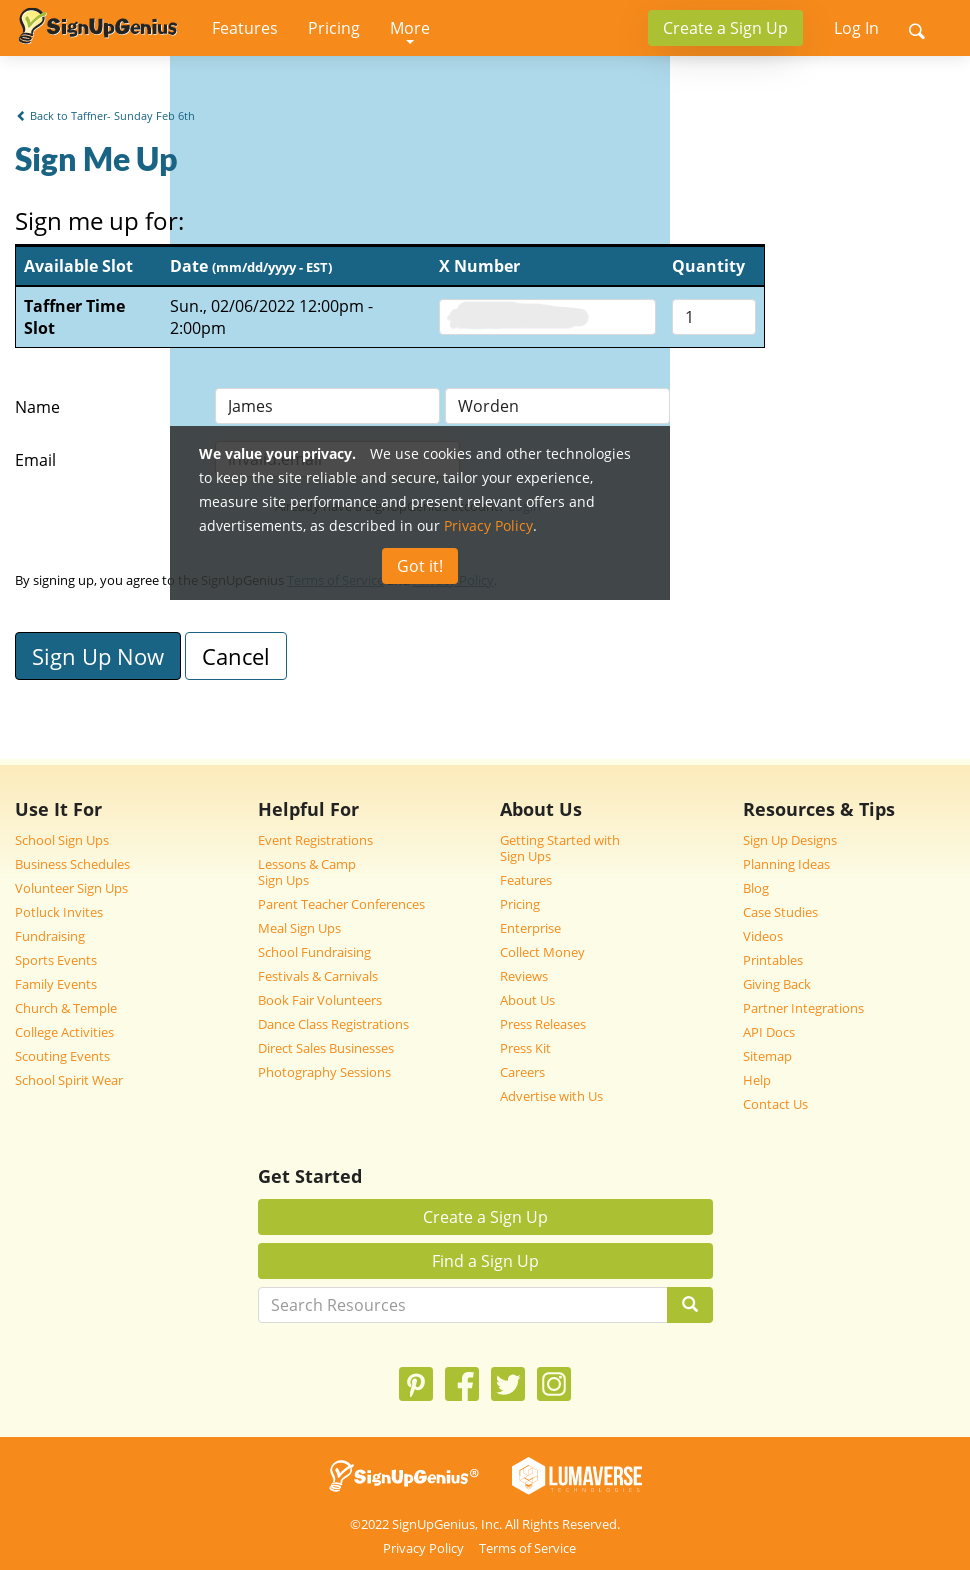 SignUpGenius Features Pricing More Create a Sign Up Log In
Back to Taffner- Sunday Feb 6th
Sign Me Up
Sign me up for:
Available Slot Date (mm/dd/yyyy - EST) X Number Quantity
Taffner Time Sun., 02/06/2022 12:00pm - 1
Slot 2:00pm
Name James Worden
Email
We value your privacy. We use cookies and other technologies
to keep the site reliable and secure, tailor your experience,
measure site performance and present relevant offers and
advertisements, as described in our Privacy Policy.
Got it!
By signing up, you agree to the SignUpGenius Terms of Service and Privacy Policy.
Sign Up Now Cancel
Use It For
School Sign Ups
Business Schedules
Volunteer Sign Ups
Potluck Invites
Fundraising
Sports Events
Family Events
Church & Temple
College Activities
Scouting Events
School Spirit Wear
Helpful For
Event Registrations
Lessons & Camp
Sign Ups
Parent Teacher Conferences
Meal Sign Ups
School Fundraising
Festivals & Carnivals
Book Fair Volunteers
Dance Class Registrations
Direct Sales Businesses
Photography Sessions
About Us
Getting Started with
Sign Ups
Features
Pricing
Enterprise
Collect Money
Reviews
About Us
Press Releases
Press Kit
Careers
Advertise with Us
Resources & Tips
Sign Up Designs
Planning Ideas
Blog
Case Studies
Videos
Printables
Giving Back
Partner Integrations
API Docs
Sitemap
Help
Contact Us
Get Started
Create a Sign Up
Find a Sign Up
Search Resources
SignUpGenius® LUMAVERSE
TECHNOLOGIES
©2022 SignUpGenius, Inc. All Rights Reserved.
Privacy Policy Terms of Service